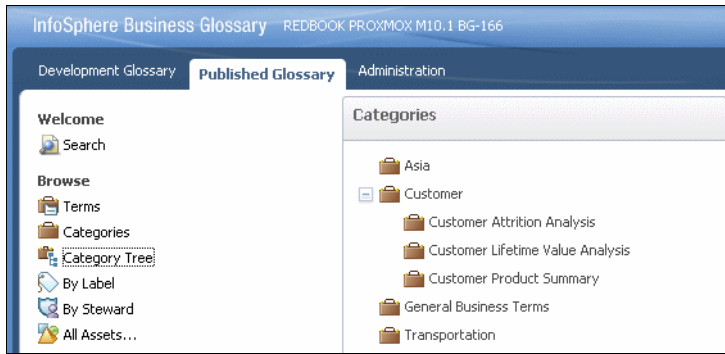 InfoSphere Business Glossary REDBOOK PROXMOX M10.1 BG-166
Development Glossary Published Glossary Administration
Welcome
Search
Browse
Terms
Categories
Category Tree
By Label
By Steward
All Assets...
Categories
Asia
Customer
Customer Attrition Analysis
Customer Lifetime Value Analysis
Customer Product Summary
General Business Terms
Transportation